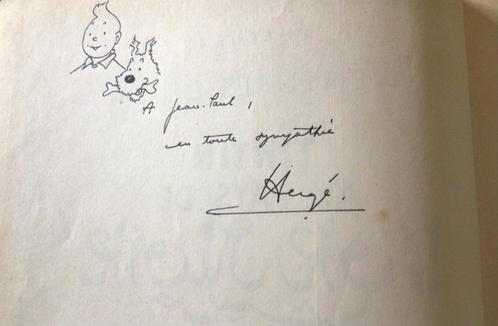 A Jean-Paul,
en toute sympathie
Hergé.